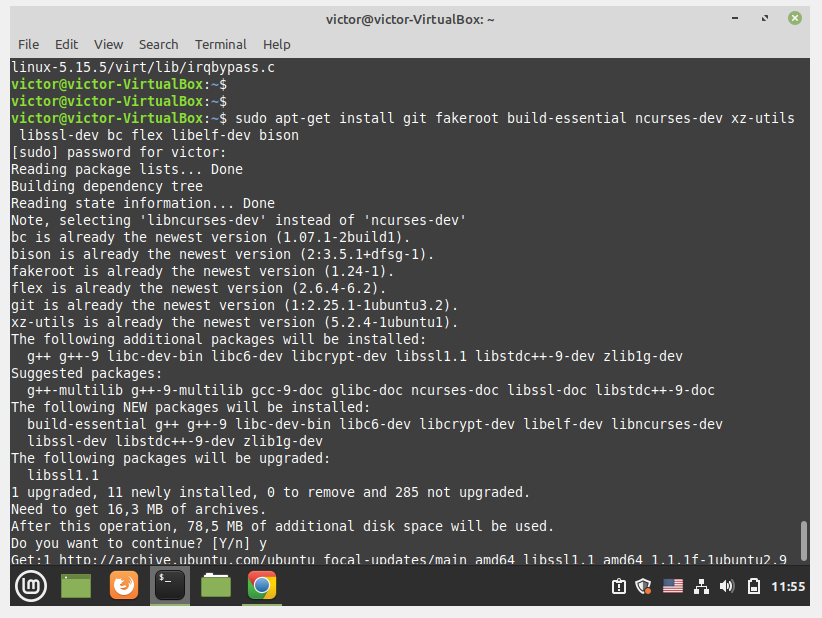 victor@victor-VirtualBox: ~
File Edit View Search Terminal Help
linux-5.15.5/virt/lib/irqbypass.c
victor@victor-VirtualBox:~$
victor@victor-VirtualBox:~$
victor@victor-VirtualBox:~$ sudo apt-get install git fakeroot build-essential ncurses-dev xz-utils
libssl-dev bc flex libelf-dev bison
[sudo] password for victor:
Reading package lists... Done
Building dependency tree
Reading state information... Done
Note, selecting 'libncurses-dev' instead of 'ncurses-dev'
bc is already the newest version (1.07.1-2build1).
bison is already the newest version (2:3.5.1+dfsg-1).
fakeroot is already the newest version (1.24-1).
flex is already the newest version (2.6.4-6.2).
git is already the newest version (1:2.25.1-1ubuntu3.2).
xz-utils is already the newest version (5.2.4-1ubuntu1).
The following additional packages will be installed:
g++ g++-9 libc-dev-bin libc6-dev libcrypt-dev libssl1.1 libstdc++-9-dev zlib1g-dev
Suggested packages:
g++-multilib g++-9-multilib gcc-9-doc glibc-doc ncurses-doc libssl-doc libstdc++-9-doc
The following NEW packages will be installed:
build-essential g++ g++-9 libc-dev-bin libc6-dev libcrypt-dev libelf-dev libncurses-dev
libssl-dev libstdc++-9-dev zlib1g-dev
The following packages will be upgraded:
libssl1.1
1 upgraded, 11 newly installed, 0 to remove and 285 not upgraded.
Need to get 16,3 MB of archives.
After this operation, 78,5 MB of additional disk space will be used.
Do you want to continue? [Y/n] y
Get:1 http://archive.ubuntu.com/ubuntu focal-updates/main amd64 libssl1.1 amd64 1.1.1f-1ubuntu2.9
$_
11:55